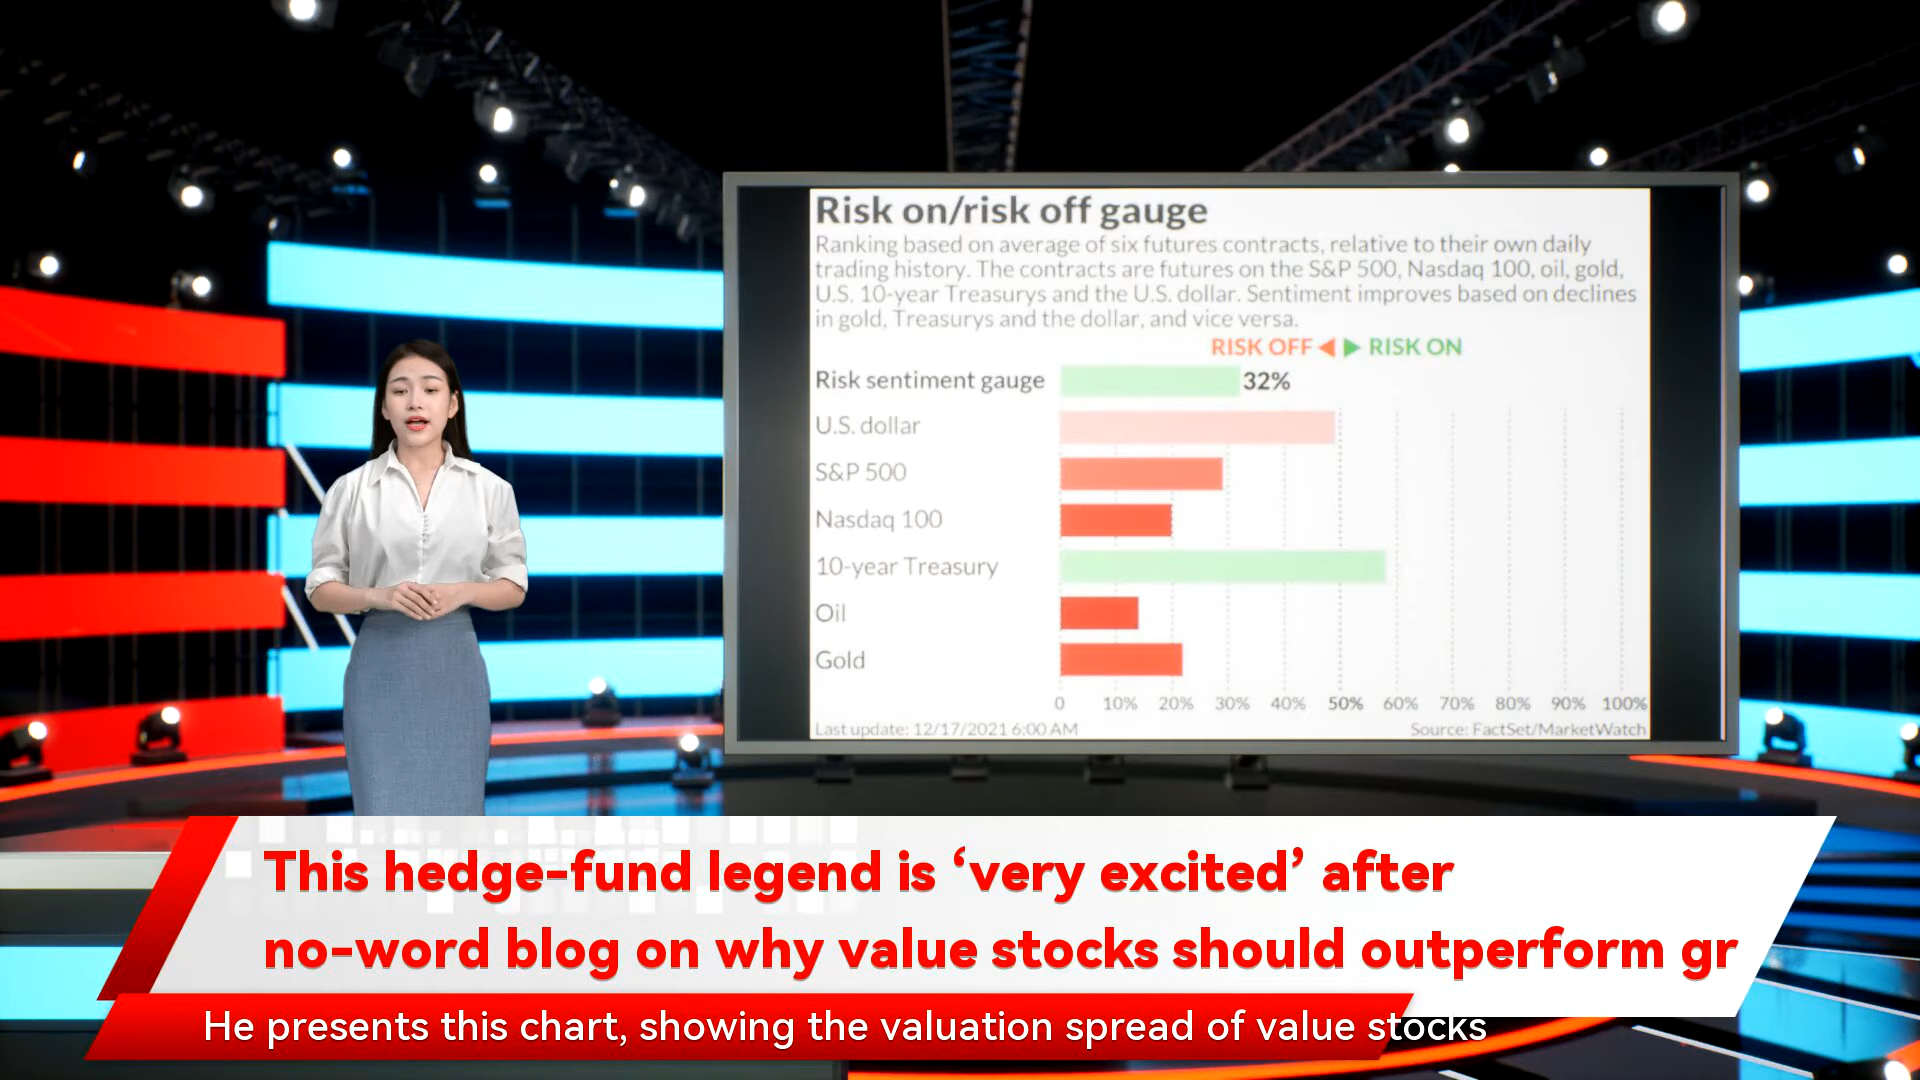 Risk on/risk off gauge
Ranking based on average of six futures contracts, relative to their own daily
trading history. The contracts are futures on the S&P 500, Nasdaq 100, oil, gold,
U.S. 10-year Treasurys and the U.S. dollar. Sentiment improves based on declines
in gold, Treasurys and the dollar, and vice versa.
RISK OFF RISK ON
Risk sentiment gauge 32%
U.S. dollar
S&P 500
Nasdaq 100
10-year Treasury
Oil
Gold
0 10% 20% 30% 40% 50% 60% 70% 80% 90% 100%
Last update: 12/17/2021 6:00 AM Source: FactSet/MarketWatch
This hedge-fund legend is ‘very excited’ after
no-word blog on why value stocks should outperform gr
He presents this chart, showing the valuation spread of value stocks